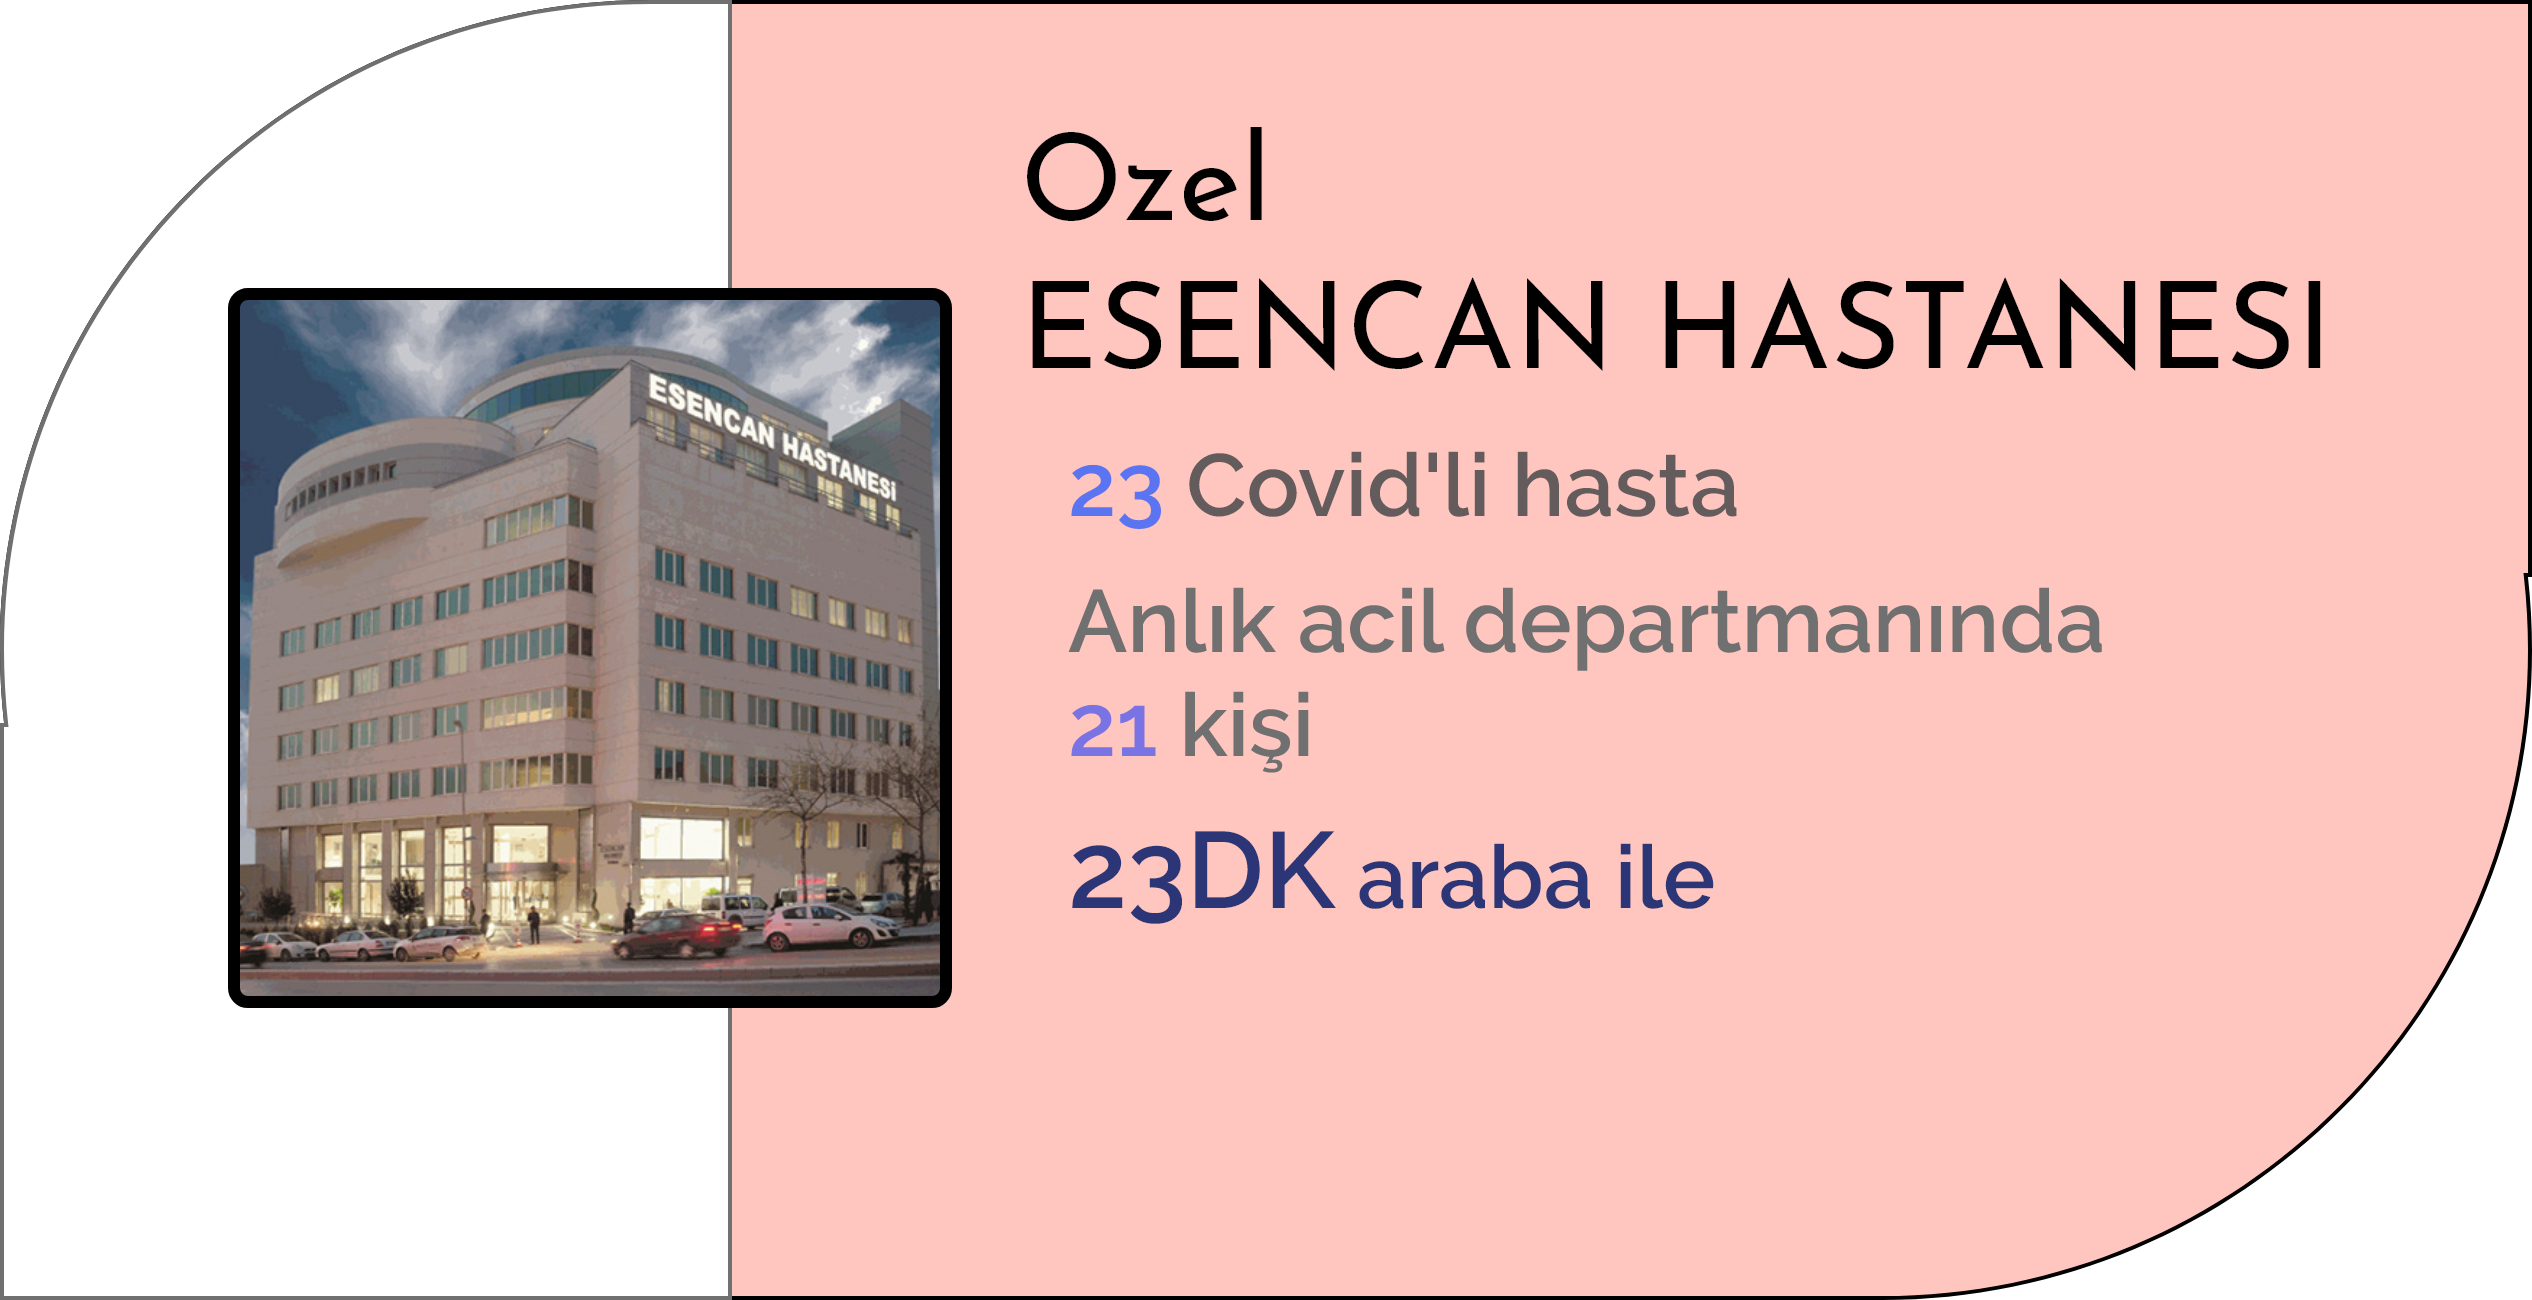 Ozel
ESENCAN HASTANESI
ESENCAN HASTANESİ
23 Covid'li hasta
Anlık acil departmanında
21 kişi
23DK araba ile